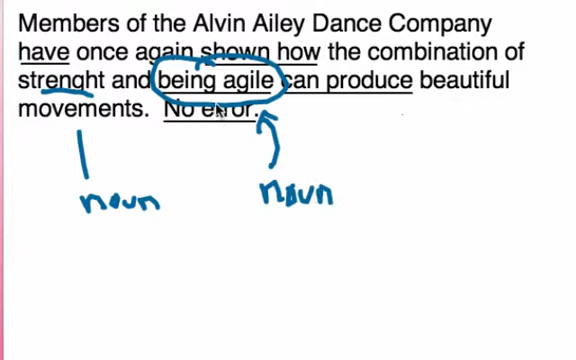 Members of the Alvin Ailey Dance Company
have once again shown how the combination of
strenght and being agile can produce beautiful
movements. No error.
noun
noun